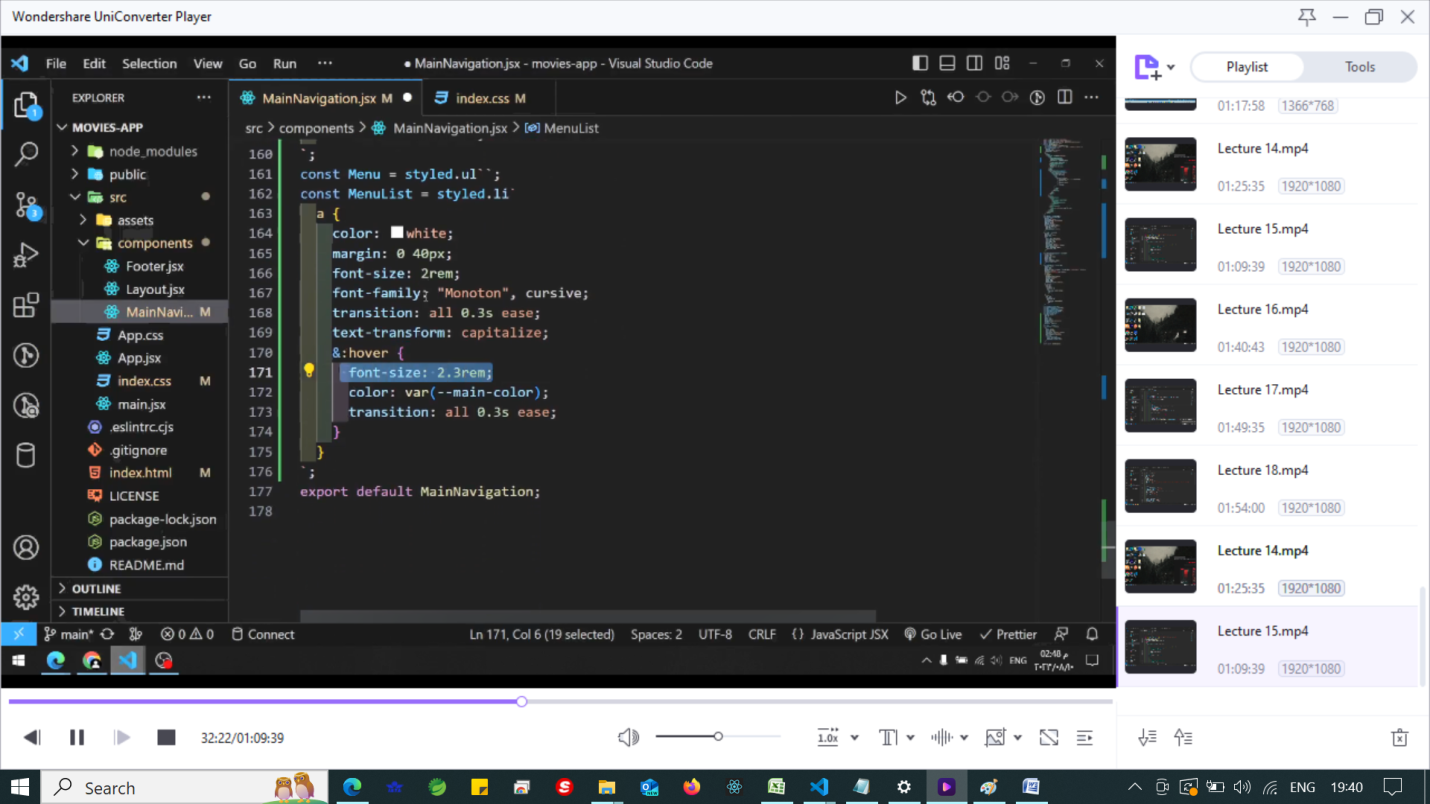 Wondershare UniConverter Player
File Edit Selection View Go Run ··· ● MainNavigation.jsx - movies-app - Visual Studio Code
EXPLORER ···
MainNavigation.jsx M ●
index.css M
MOVIES-APP
src > components > MainNavigation.jsx > MenuList
node_modules
public
src
assets
components
Footer.jsx
Layout.jsx
MainNavi... M
App.css
App.jsx
index.css M
main.jsx
.eslintrc.cjs
.gitignore
index.html M
LICENSE
package-lock.json
package.json
README.md
OUTLINE
TIMELINE
160 `;
161 const Menu = styled.ul``;
162 const MenuList = styled.li`
163 a {
164 color: white;
165 margin: 0 40px;
166 font-size: 2rem;
167 font-family: "Monoton", cursive;
168 transition: all 0.3s ease;
169 text-transform: capitalize;
170 &:hover {
171 font-size: 2.3rem;
172 color: var(--main-color);
173 transition: all 0.3s ease;
174 }
175 }
176 `;
177 export default MainNavigation;
178
1
3
main* 0 0 Connect Ln 171, Col 6 (19 selected) Spaces: 2 UTF-8 CRLF {} JavaScript JSX Go Live Prettier
ENG
32:22/01:09:39
1.0x
Playlist Tools
01:17:58 1366*768
Lecture 14.mp4
01:25:35 1920*1080
Lecture 15.mp4
01:09:39 1920*1080
Lecture 16.mp4
01:40:43 1920*1080
Lecture 17.mp4
01:49:35 1920*1080
Lecture 18.mp4
01:54:00 1920*1080
Lecture 14.mp4
01:25:35 1920*1080
Lecture 15.mp4
01:09:39 1920*1080
Search
ENG 19:40